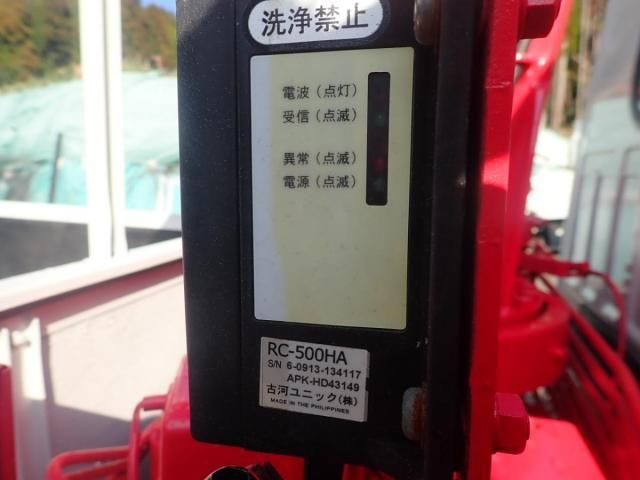 洗浄禁止
電波(点灯)
受信(点滅)
異常(点滅)
電源(点滅)
RC-500HA
S/N 6-0913-134117
APK-HD43149
古河ユニック(株)
MADE IN THE PHILIPPINES